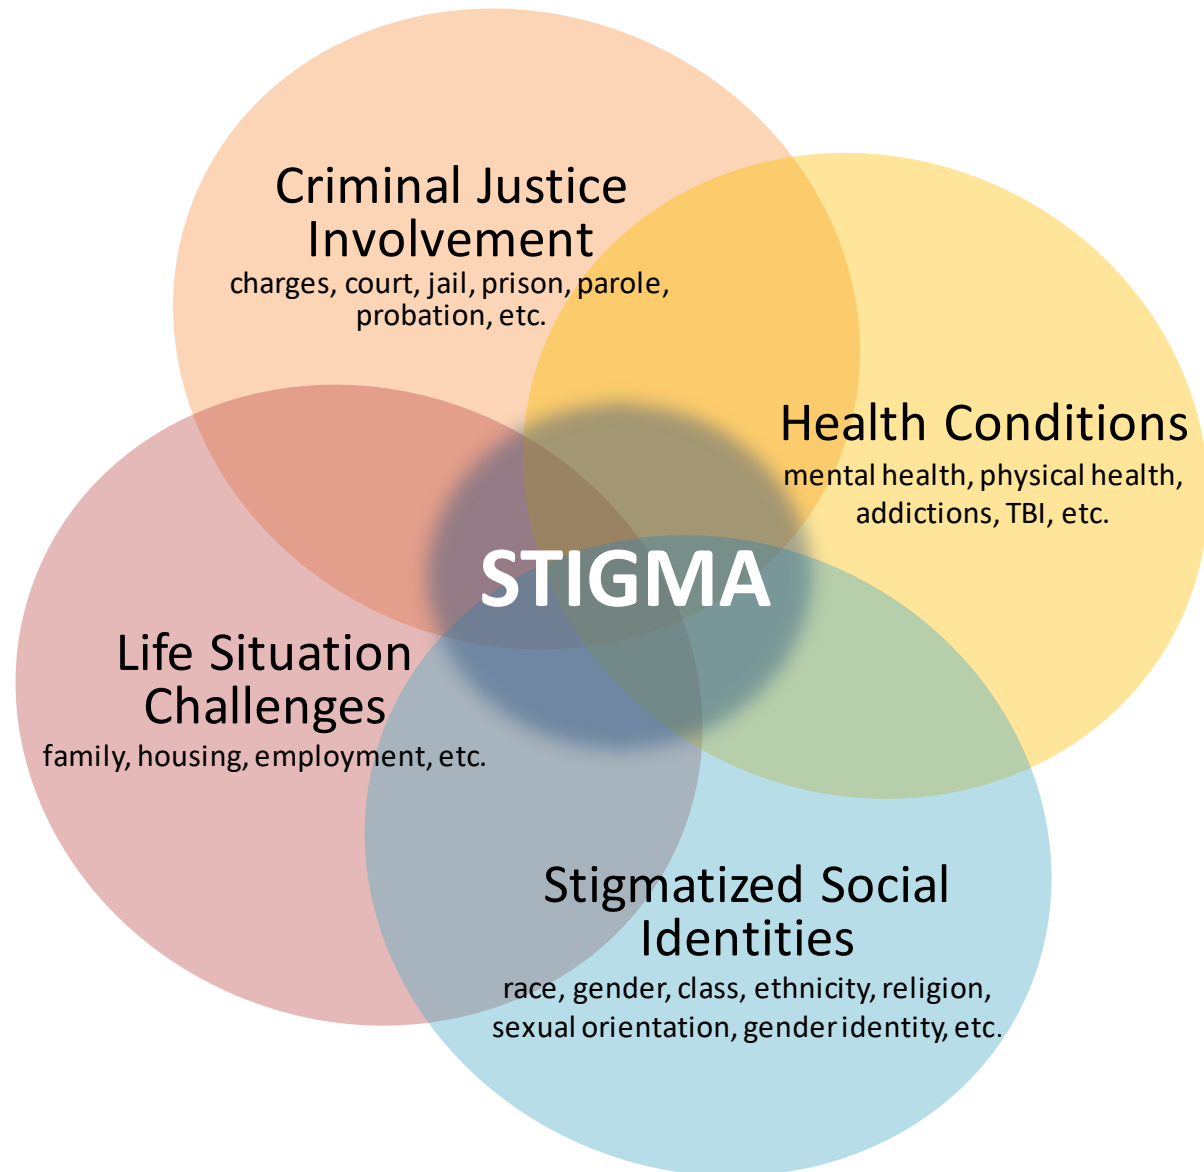 Criminal Justice
Involvement
charges, court, jail, prison, parole,
probation, etc.
Health Conditions
mental health, physical health,
addictions, TBI, etc.
STIGMA
Life Situation
Challenges
family, housing, employment, etc.
Stigmatized Social
Identities
race, gender, class, ethnicity, religion,
sexual orientation, gender identity, etc.